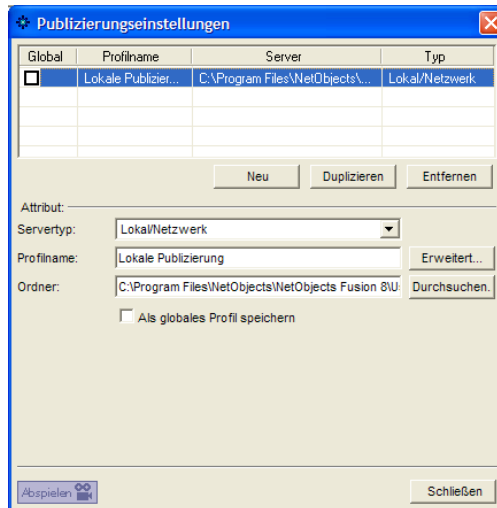 Publizierungseinstellungen
Global Profilname Server Typ
Lokale Publizier... C:\Program Files\NetObjects\... Lokal/Netzwerk
Neu Duplizieren Entfernen
Attribut:
Servertyp: Lokal/Netzwerk
Profilname: Lokale Publizierung Erweitert...
Ordner: C:\Program Files\NetObjects\NetObjects Fusion 8\U Durchsuchen.
Als globales Profil speichern
Abspielen Schließen